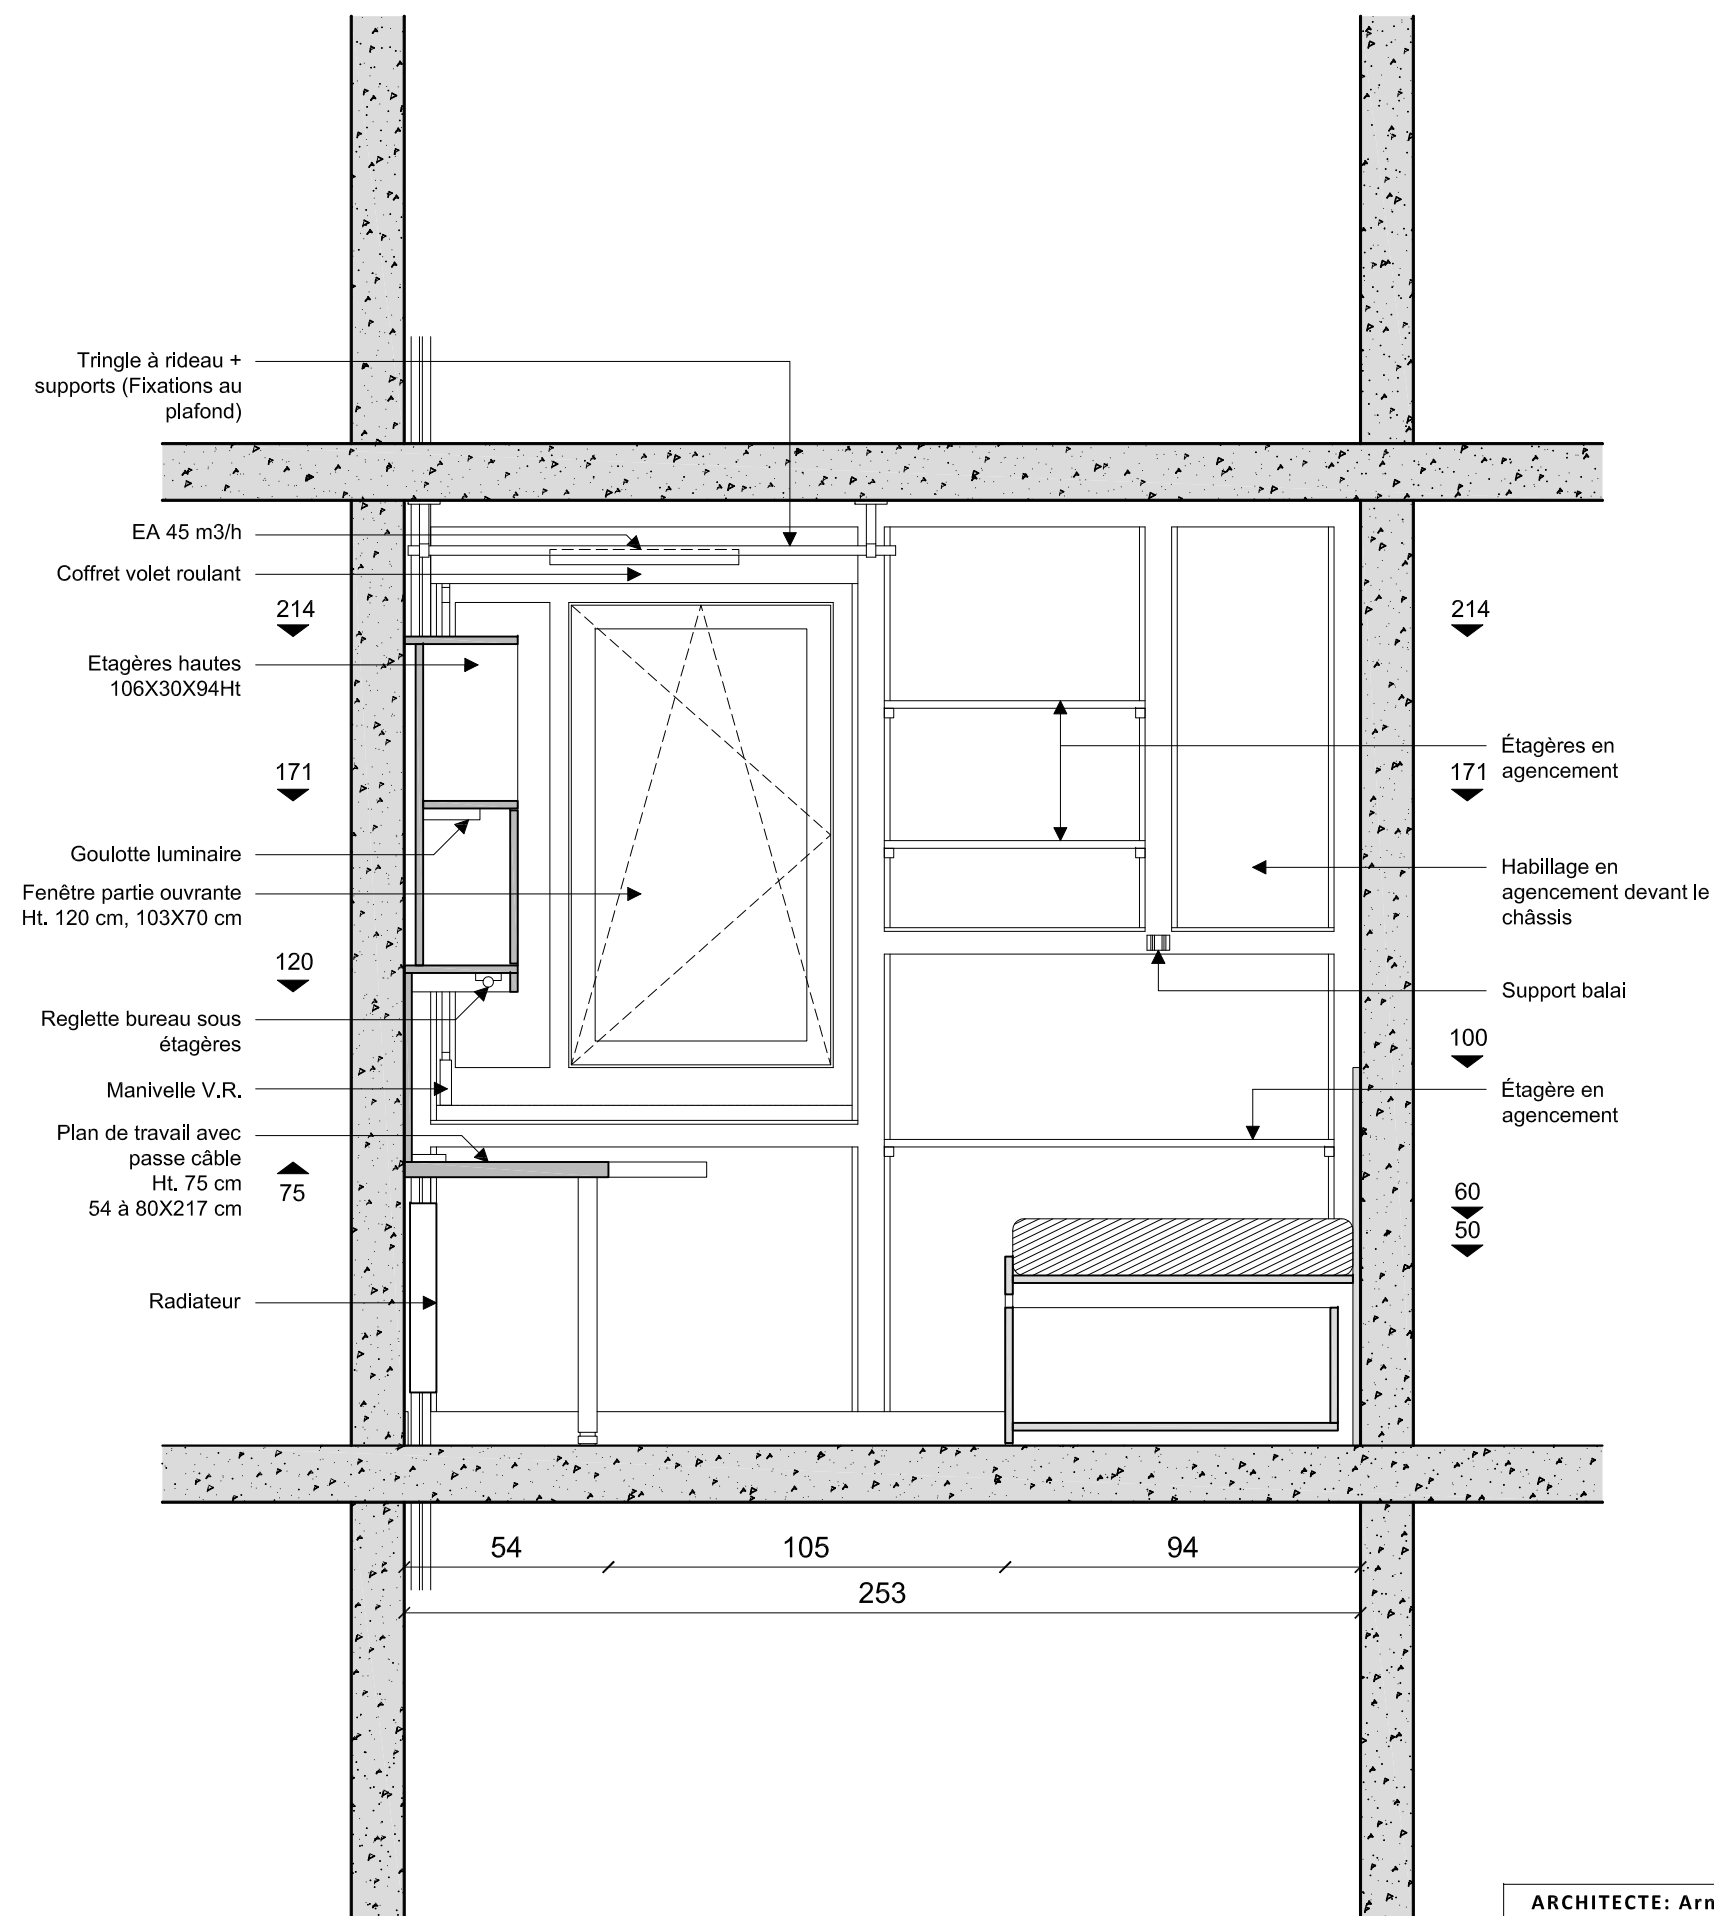 Tringle à rideau +
supports (Fixations au
plafond)
EA 45 m3/h
Coffret volet roulant
214
Etagères hautes
106X30X94Ht
171
Goulotte luminaire
Fenêtre partie ouvrante
Ht. 120 cm, 103X70 cm
120
Reglette bureau sous
étagères
Manivelle V.R.
Plan de travail avec
passe câble
Ht. 75 cm
54 à 80X217 cm
75
Radiateur
214
Étagères en
agencement
171
Habillage en
agencement devant le
châssis
Support balai
100
Étagère en
agencement
60
50
54
105
94
253
ARCHITECTE: Arn